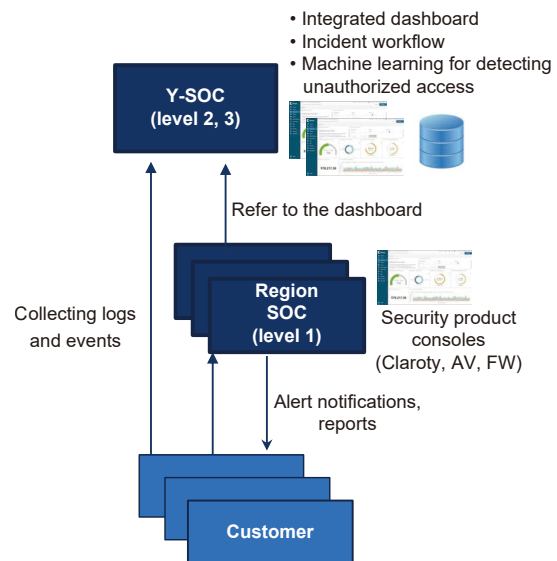 • Integrated dashboard
• Incident workflow
• Machine learning for detecting
unauthorized access
Y-SOC
(level 2, 3)
Refer to the dashboard
Collecting logs
and events
Region
SOC
(level 1)
Security product
consoles
(Claroty, AV, FW)
Alert notifications,
reports
Customer